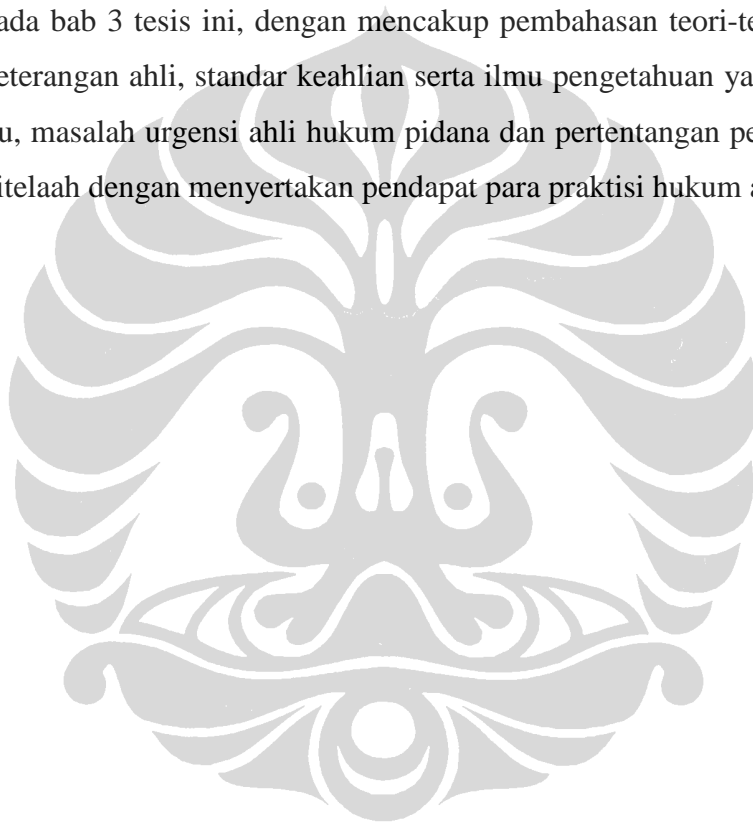 ada bab 3 tesis ini, dengan mencakup pembahasan teori-te
eterangan ahli, standar keahlian serta ilmu pengetahuan ya
u, masalah urgensi ahli hukum pidana dan pertentangan pe
itelaah dengan menyertakan pendapat para praktisi hukum a